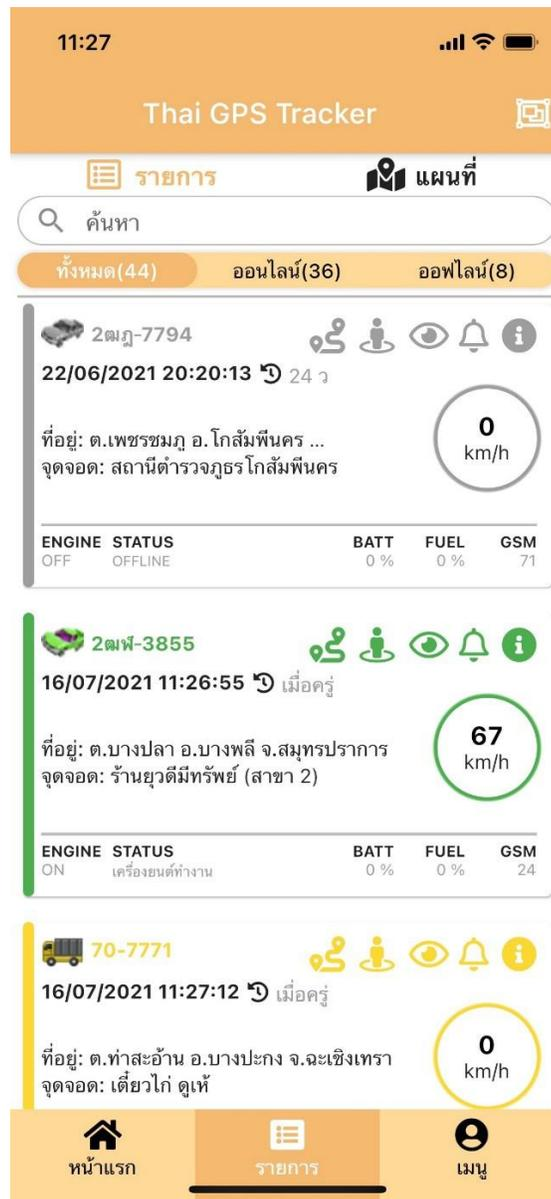 11:27
Thai GPS Tracker
รายการ แผนที่
ค้นหา
ทั้งหมด(44) ออนไลน์(36) ออฟไลน์(8)
2ฒฎ-7794
22/06/2021 20:20:13 24 ว
ที่อยู่: ต.เพชรชมภู อ.โกสัมพีนคร ...
จุดจอด: สถานีตำรวจภูธรโกสัมพีนคร
0
km/h
ENGINE STATUS BATT FUEL GSM
OFF OFFLINE 0 % 0 % 71
2ฒฬ-3855
16/07/2021 11:26:55 เมื่อครู่
ที่อยู่: ต.บางปลา อ.บางพลี จ.สมุทรปราการ
จุดจอด: ร้านยุวดีมีทรัพย์ (สาขา 2)
67
km/h
ENGINE STATUS BATT FUEL GSM
ON เครื่องยนต์ทำงาน 0 % 0 % 24
70-7771
16/07/2021 11:27:12 เมื่อครู่
ที่อยู่: ต.ท่าสะอ้าน อ.บางปะกง จ.ฉะเชิงเทรา
จุดจอด: เตี๋ยวไก่ ดูเห้
0
km/h
หน้าแรก รายการ เมนู